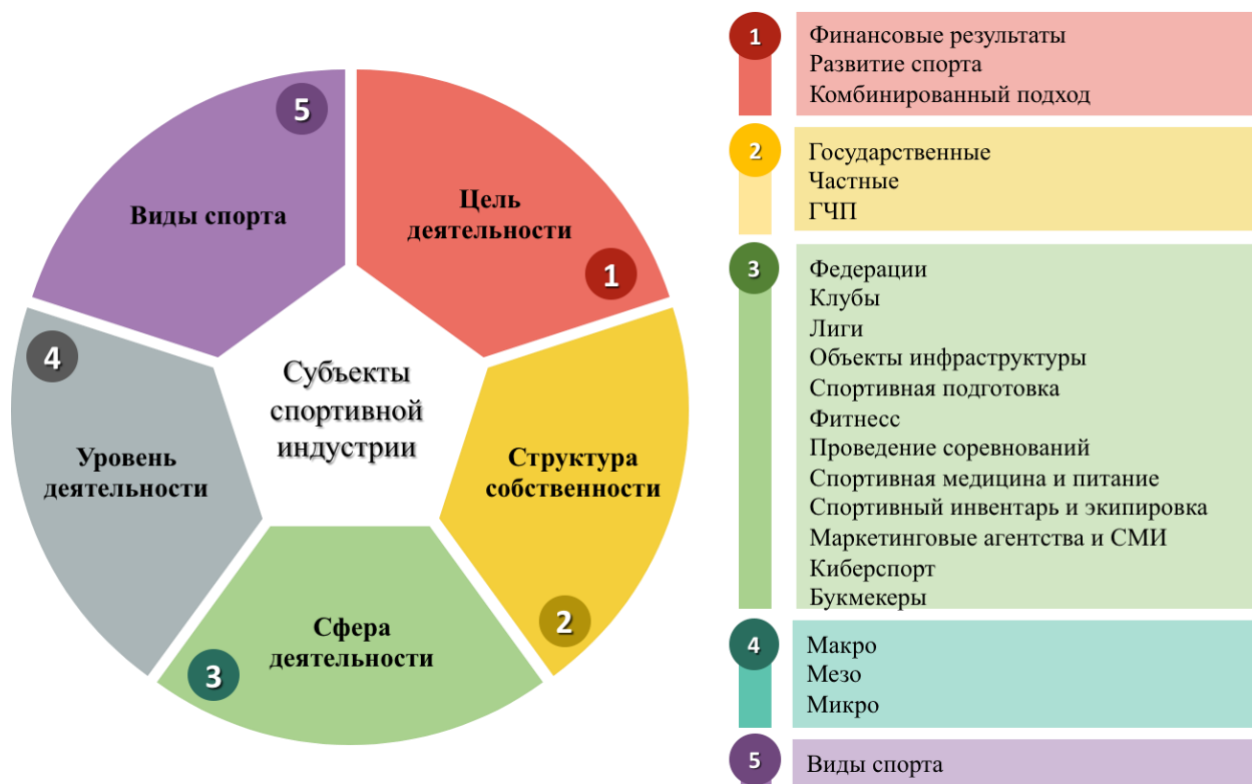 5
Виды спорта
Цель
деятельности
1
4
Уровень
деятельности
Субъекты
спортивной
индустрии
Структура
собственности
2
Сфера
деятельности
3
1
Финансовые результаты
Развитие спорта
Комбинированный подход
2
Государственные
Частные
ГЧП
3
Федерации
Клубы
Лиги
Объекты инфраструктуры
Спортивная подготовка
Фитнесс
Проведение соревнований
Спортивная медицина и питание
Спортивный инвентарь и экипировка
Маркетинговые агентства и СМИ
Киберспорт
Букмекеры
4
Макро
Мезо
Микро
5
Виды спорта